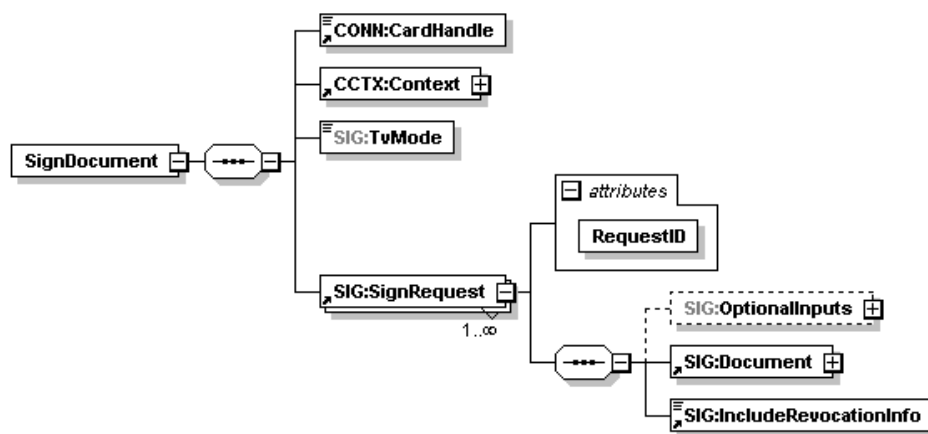 CONN:CardHandle
CCTX:Context
SIG:TvMode
SignDocument
attributes
RequestID
SIG:SignRequest
1..∞
SIG:OptionalInputs
SIG:Document
SIG:IncludeRevocationInfo